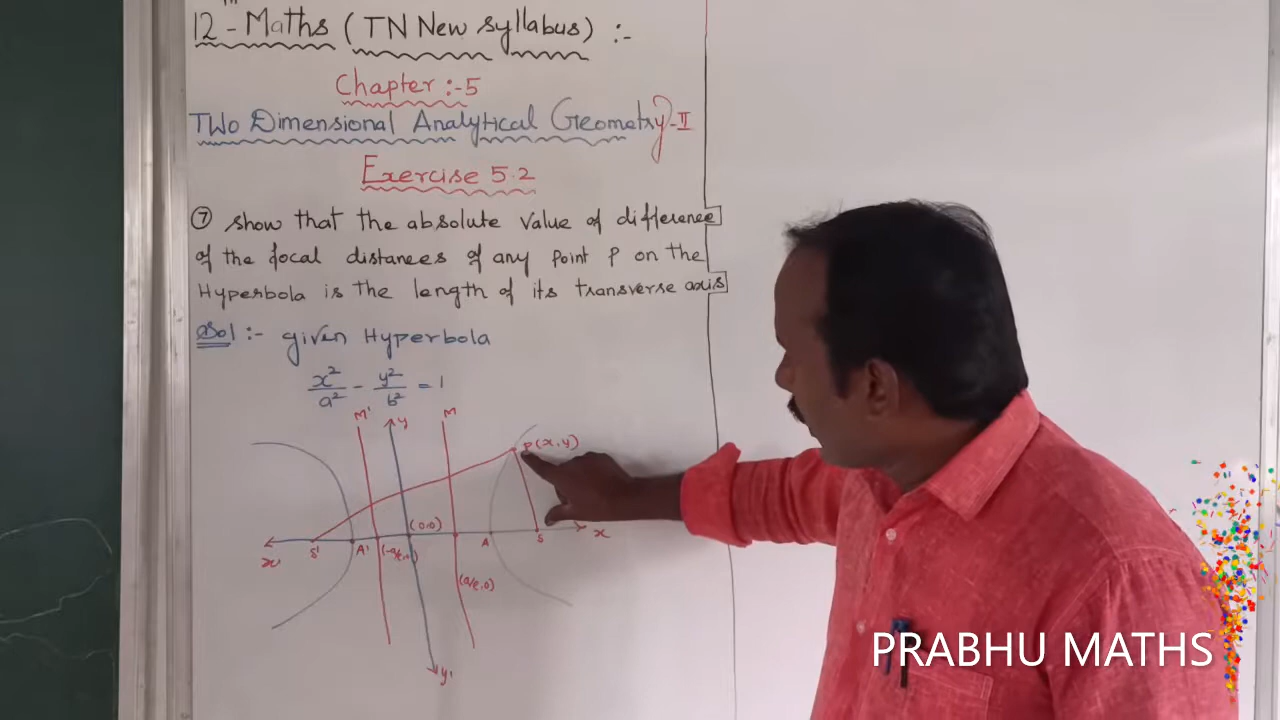 12th - Maths (TN New syllabus) :-
Chapter :-5
Two Dimensional Analytical Geometry-II
Exercise 5.2
⑦ show that the absolute value of difference
of the focal distances of any point P on the
Hyperbola is the length of its transverse axis
Sol :- given Hyperbola
x²/a² - y²/b² = 1
M' y M
P(x,y)
(0,0)
x' S' A' (-a/e,0) A S x
(a/e,0)
y'
PRABHU MATHS